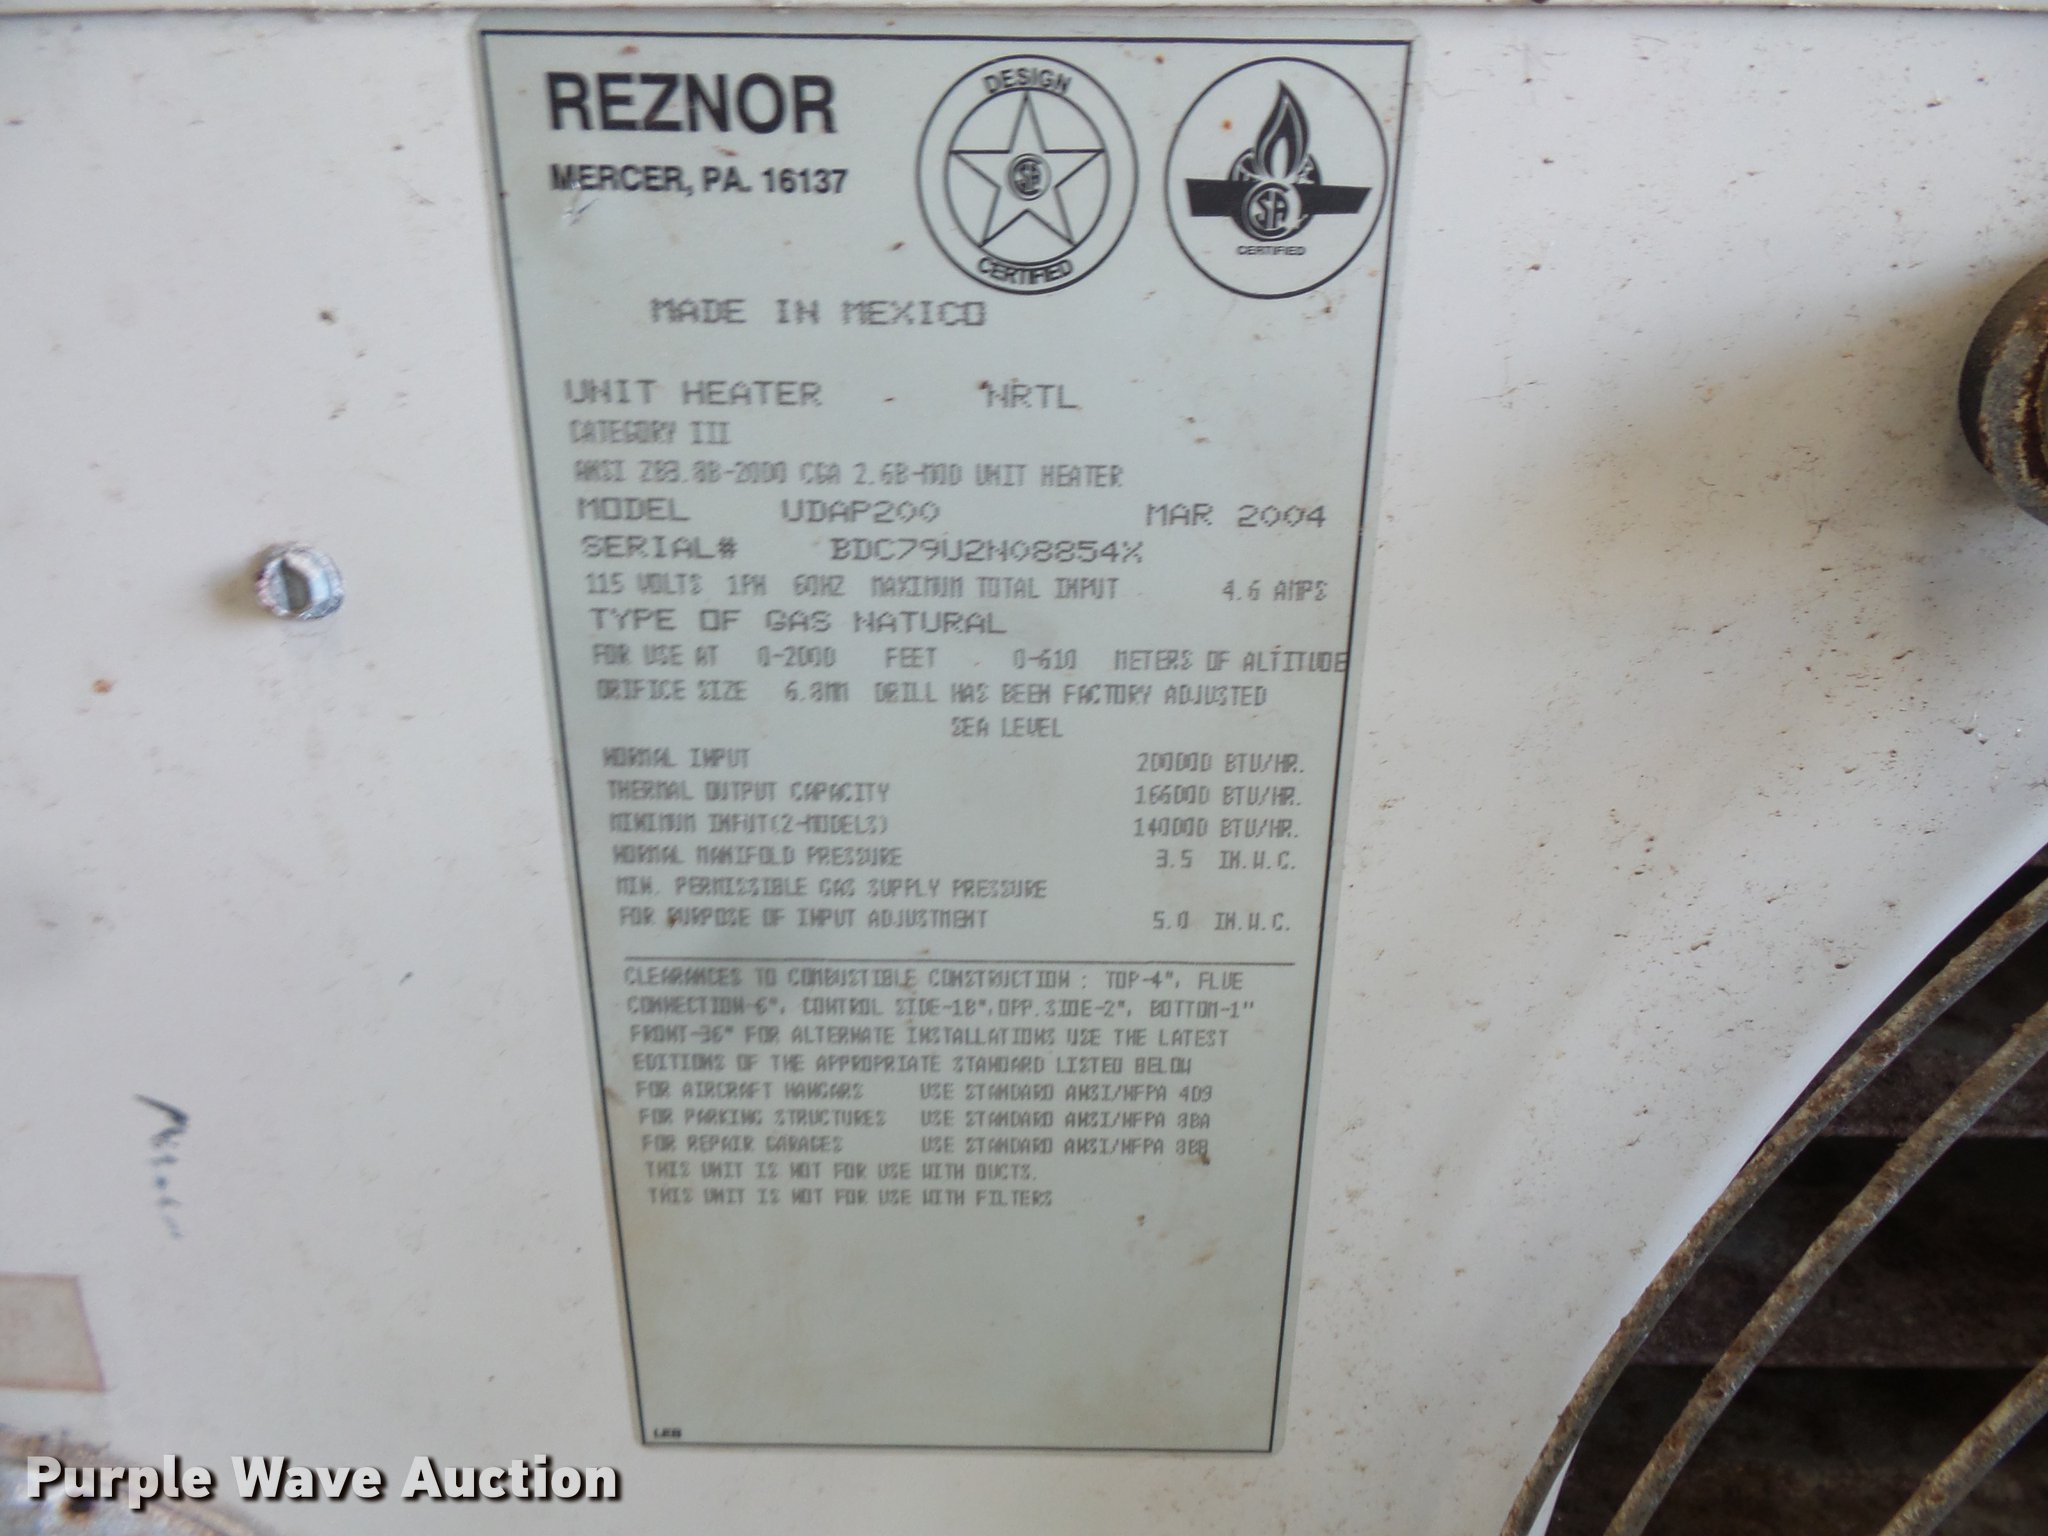 REZNOR
MERCER, PA. 16137
DESIGN
CSA
CERTIFIED
CSA
CERTIFIED
MADE IN MEXICO
UNIT HEATER NRTL
CATEGORY III
ANSI Z83.8B-2000 CGA 2.6B-M00 UNIT HEATER
MODEL UDAP200 MAR 2004
SERIAL# BDC79U2N08854X
115 VOLTS 1PH 60HZ MAXIMUM TOTAL INPUT 4.6 AMPS
TYPE OF GAS NATURAL
FOR USE AT 0-2000 FEET 0-610 METERS OF ALTITUDE
ORIFICE SIZE 6.8MM DRILL HAS BEEN FACTORY ADJUSTED
SEA LEVEL
NORMAL INPUT 200000 BTU/HR.
THERMAL OUTPUT CAPACITY 166000 BTU/HR.
MINIMUM INPUT(2-MODELS) 140000 BTU/HR.
NORMAL MANIFOLD PRESSURE 3.5 IN.W.C.
MIN. PERMISSIBLE GAS SUPPLY PRESSURE
FOR PURPOSE OF INPUT ADJUSTMENT 5.0 IN.W.C.
CLEARANCES TO COMBUSTIBLE CONSTRUCTION : TOP-4", FLUE
CONNECTION-6", CONTROL SIDE-18",OPP.SIDE-2", BOTTOM-1"
FRONT-36" FOR ALTERNATE INSTALLATIONS USE THE LATEST
EDITIONS OF THE APPROPRIATE STANDARD LISTED BELOW
FOR AIRCRAFT HANGARS USE STANDARD ANSI/NFPA 409
FOR PARKING STRUCTURES USE STANDARD ANSI/NFPA 88A
FOR REPAIR GARAGES USE STANDARD ANSI/NFPA 88B
THIS UNIT IS NOT FOR USE WITH DUCTS.
THIS UNIT IS NOT FOR USE WITH FILTERS
Purple Wave Auction